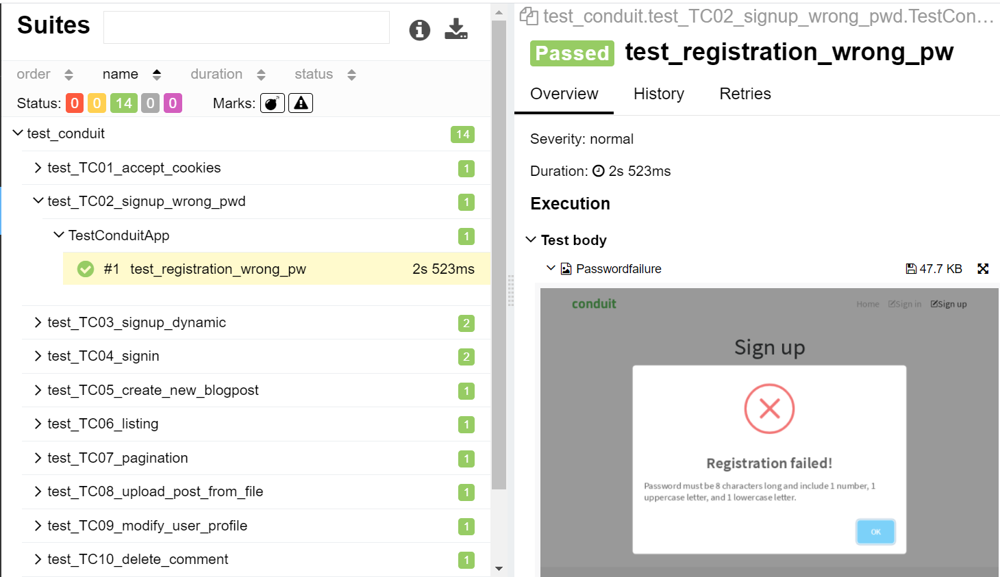 Suites
order name duration status
Status: 0 0 14 0 0 Marks:
test_conduit 14
test_TC01_accept_cookies 1
test_TC02_signup_wrong_pwd 1
TestConduitApp 1
#1 test_registration_wrong_pw 2s 523ms
test_TC03_signup_dynamic 2
test_TC04_signin 2
test_TC05_create_new_blogpost 1
test_TC06_listing 1
test_TC07_pagination 1
test_TC08_upload_post_from_file 1
test_TC09_modify_user_profile 1
test_TC10_delete_comment 1
test_conduit.test_TC02_signup_wrong_pwd.TestCon...
Passed test_registration_wrong_pw
Overview History Retries
Severity: normal
Duration: 2s 523ms
Execution
Test body
Passwordfailure 47.7 KB
conduit Home Sign in Sign up
Sign up
Registration failed!
Password must be 8 characters long and include 1 number, 1
uppercase letter, and 1 lowercase letter.
OK